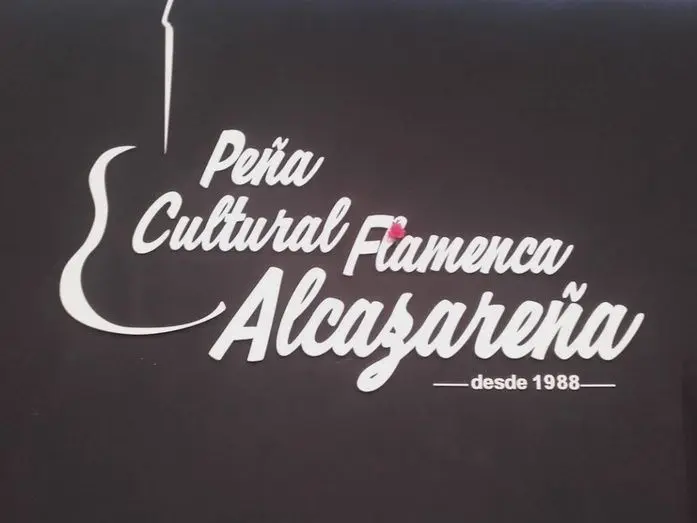 Peña
Cultural Flamenca
Alcazareña
desde 1988